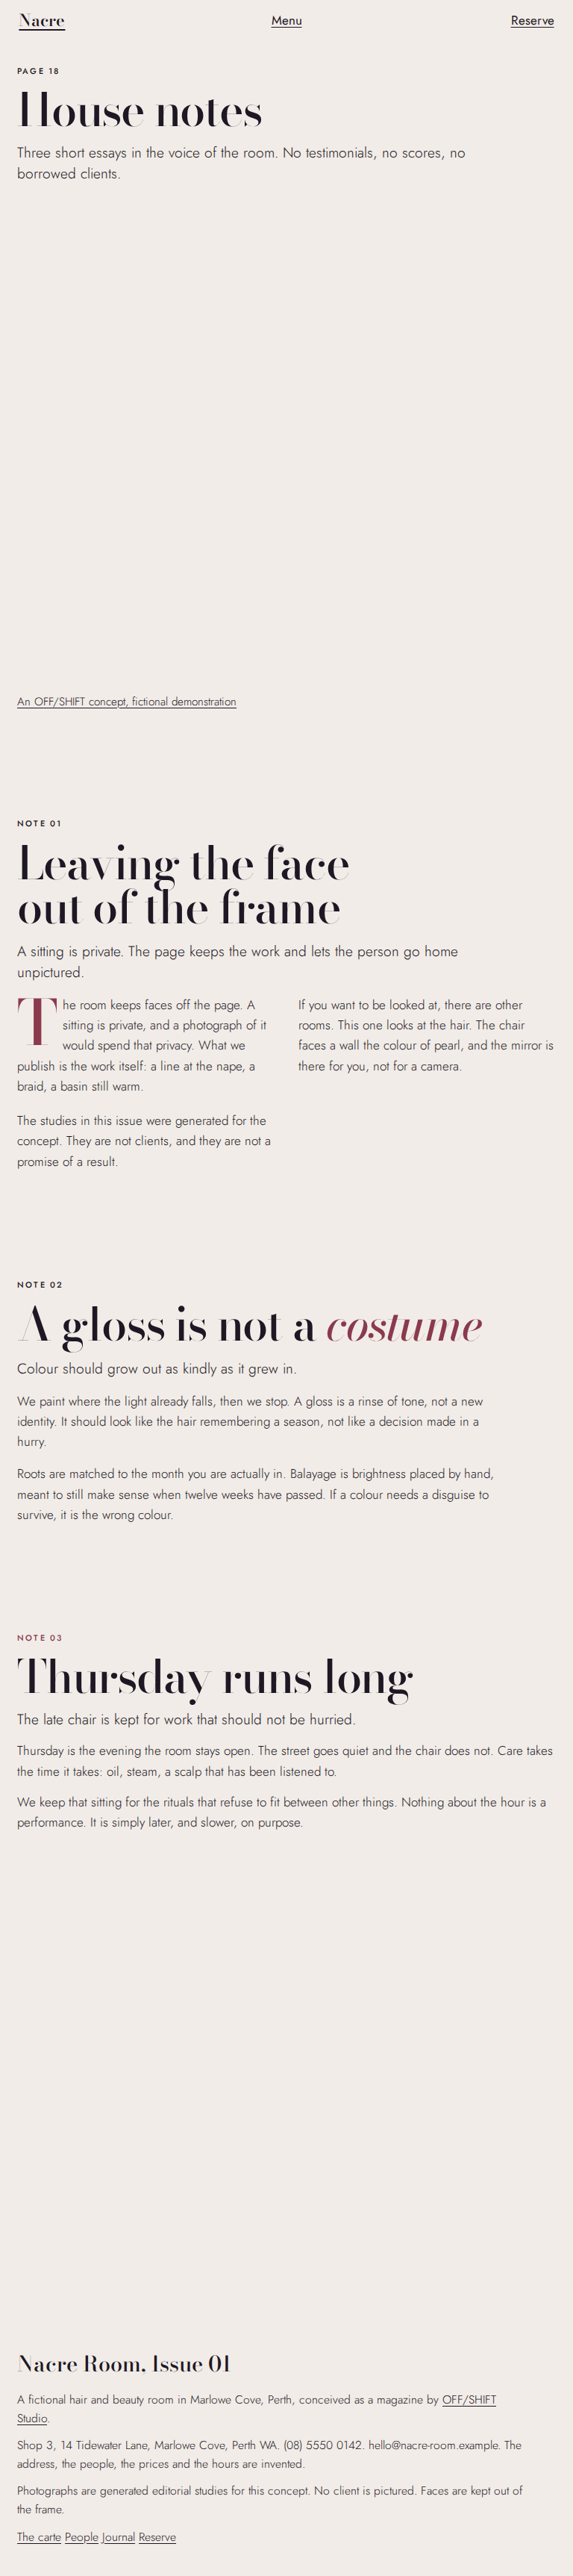 Nacre
Menu
Reserve
PAGE 18
House notes
Three short essays in the voice of the room. No testimonials, no scores, no
borrowed clients.
An OFF/SHIFT concept, fictional demonstration
NOTE 01
Leaving the face
out of the frame
A sitting is private. The page keeps the work and lets the person go home
unpictured.
The room keeps faces off the page. A
sitting is private, and a photograph of it
would spend that privacy. What we
publish is the work itself: a line at the nape, a
braid, a basin still warm.
The studies in this issue were generated for the
concept. They are not clients, and they are not a
promise of a result.
If you want to be looked at, there are other
rooms. This one looks at the hair. The chair
faces a wall the colour of pearl, and the mirror is
there for you, not for a camera.
NOTE 02
A gloss is not a costume
Colour should grow out as kindly as it grew in.
We paint where the light already falls, then we stop. A gloss is a rinse of tone, not a new
identity. It should look like the hair remembering a season, not like a decision made in a
hurry.
Roots are matched to the month you are actually in. Balayage is brightness placed by hand,
meant to still make sense when twelve weeks have passed. If a colour needs a disguise to
survive, it is the wrong colour.
NOTE 03
Thursday runs long
The late chair is kept for work that should not be hurried.
Thursday is the evening the room stays open. The street goes quiet and the chair does not. Care takes
the time it takes: oil, steam, a scalp that has been listened to.
We keep that sitting for the rituals that refuse to fit between other things. Nothing about the hour is a
performance. It is simply later, and slower, on purpose.
Nacre Room, Issue 01
A fictional hair and beauty room in Marlowe Cove, Perth, conceived as a magazine by OFF/SHIFT
Studio.
Shop 3, 14 Tidewater Lane, Marlowe Cove, Perth WA. (08) 5550 0142. hello@nacre-room.example. The
address, the people, the prices and the hours are invented.
Photographs are generated editorial studies for this concept. No client is pictured. Faces are kept out of
the frame.
The carte People Journal Reserve